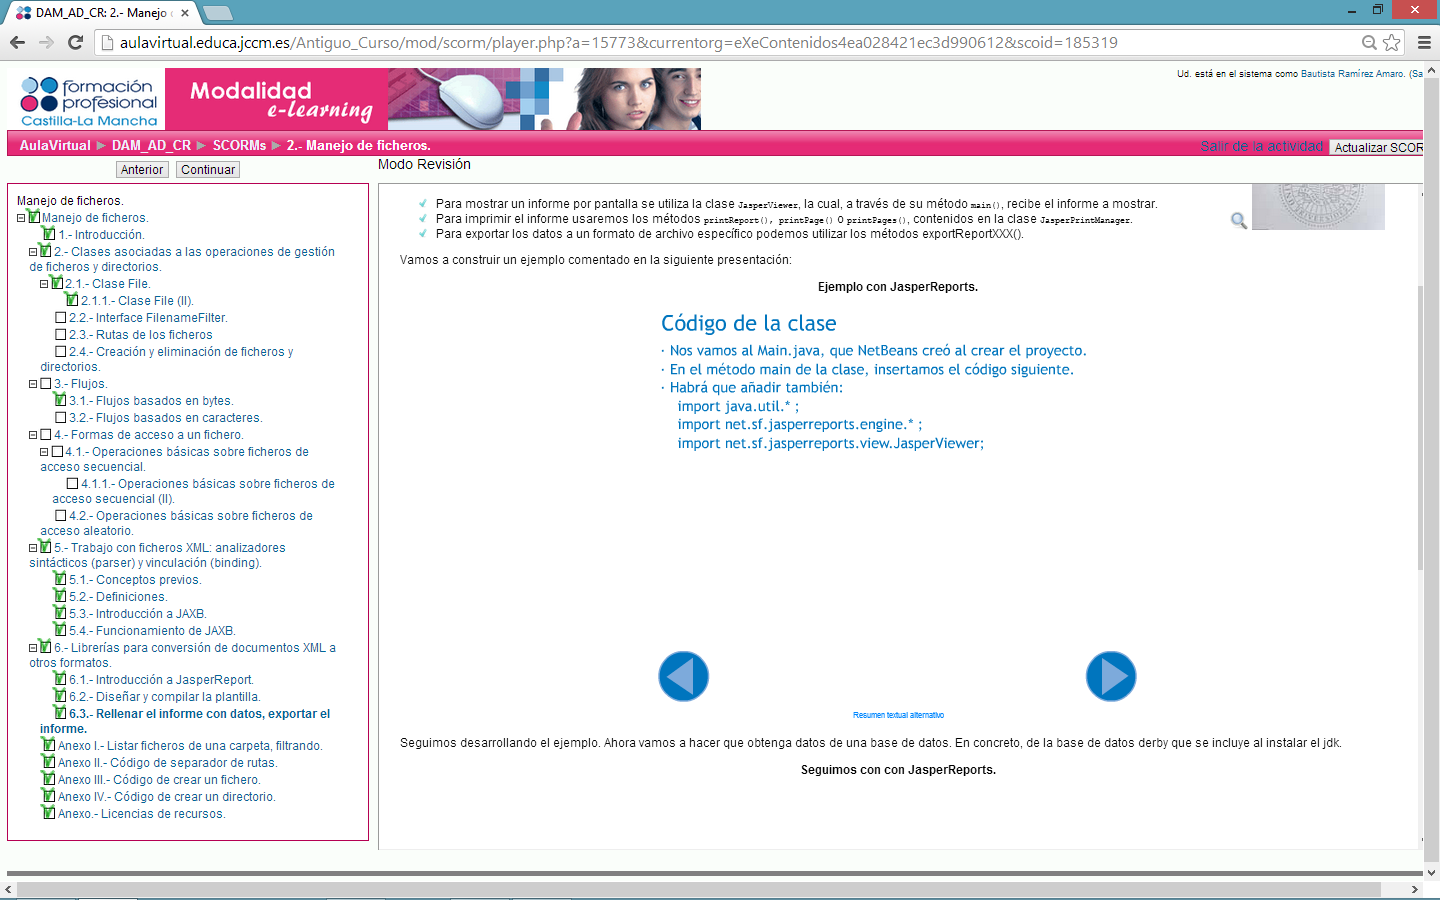 DAM_AD_CR: 2.- Manejo
aulavirtual.educa.jccm.es/Antiguo_Curso/mod/scorm/player.php?a=15773&currentorg=eXeContenidos4ea028421ec3d990612&scoid=185319
formación
profesional
Castilla-La Mancha
Modalidad
e-learning
Ud. está en el sistema como Bautista Ramírez Amaro. (Sa
AulaVirtual ► DAM_AD_CR ► SCORMs ► 2.- Manejo de ficheros.
Salir de la actividad
Actualizar SCOR
Anterior
Continuar
Modo Revisión
Manejo de ficheros.
Manejo de ficheros.
1.- Introducción.
2.- Clases asociadas a las operaciones de gestión
de ficheros y directorios.
2.1.- Clase File.
2.1.1.- Clase File (II).
2.2.- Interface FilenameFilter.
2.3.- Rutas de los ficheros
2.4.- Creación y eliminación de ficheros y
directorios.
3.- Flujos.
3.1.- Flujos basados en bytes.
3.2.- Flujos basados en caracteres.
4.- Formas de acceso a un fichero.
4.1.- Operaciones básicas sobre ficheros de
acceso secuencial.
4.1.1.- Operaciones básicas sobre ficheros de
acceso secuencial (II).
4.2.- Operaciones básicas sobre ficheros de
acceso aleatorio.
5.- Trabajo con ficheros XML: analizadores
sintácticos (parser) y vinculación (binding).
5.1.- Conceptos previos.
5.2.- Definiciones.
5.3.- Introducción a JAXB.
5.4.- Funcionamiento de JAXB.
6.- Librerías para conversión de documentos XML a
otros formatos.
6.1.- Introducción a JasperReport.
6.2.- Diseñar y compilar la plantilla.
6.3.- Rellenar el informe con datos, exportar el
informe.
Anexo I.- Listar ficheros de una carpeta, filtrando.
Anexo II.- Código de separador de rutas.
Anexo III.- Código de crear un fichero.
Anexo IV.- Código de crear un directorio.
Anexo.- Licencias de recursos.
Para mostrar un informe por pantalla se utiliza la clase JasperViewer, la cual, a través de su método main(), recibe el informe a mostrar.
Para imprimir el informe usaremos los métodos printReport(), printPage() o printPages(), contenidos en la clase JasperPrintManager.
Para exportar los datos a un formato de archivo específico podemos utilizar los métodos exportReportXXX().
Vamos a construir un ejemplo comentado en la siguiente presentación:
Ejemplo con JasperReports.
Código de la clase
· Nos vamos al Main.java, que NetBeans creó al crear el proyecto.
· En el método main de la clase, insertamos el código siguiente.
· Habrá que añadir también:
import java.util.* ;
import net.sf.jasperreports.engine.* ;
import net.sf.jasperreports.view.JasperViewer;
Resumen textual alternativo
Seguimos desarrollando el ejemplo. Ahora vamos a hacer que obtenga datos de una base de datos. En concreto, de la base de datos derby que se incluye al instalar el jdk.
Seguimos con con JasperReports.